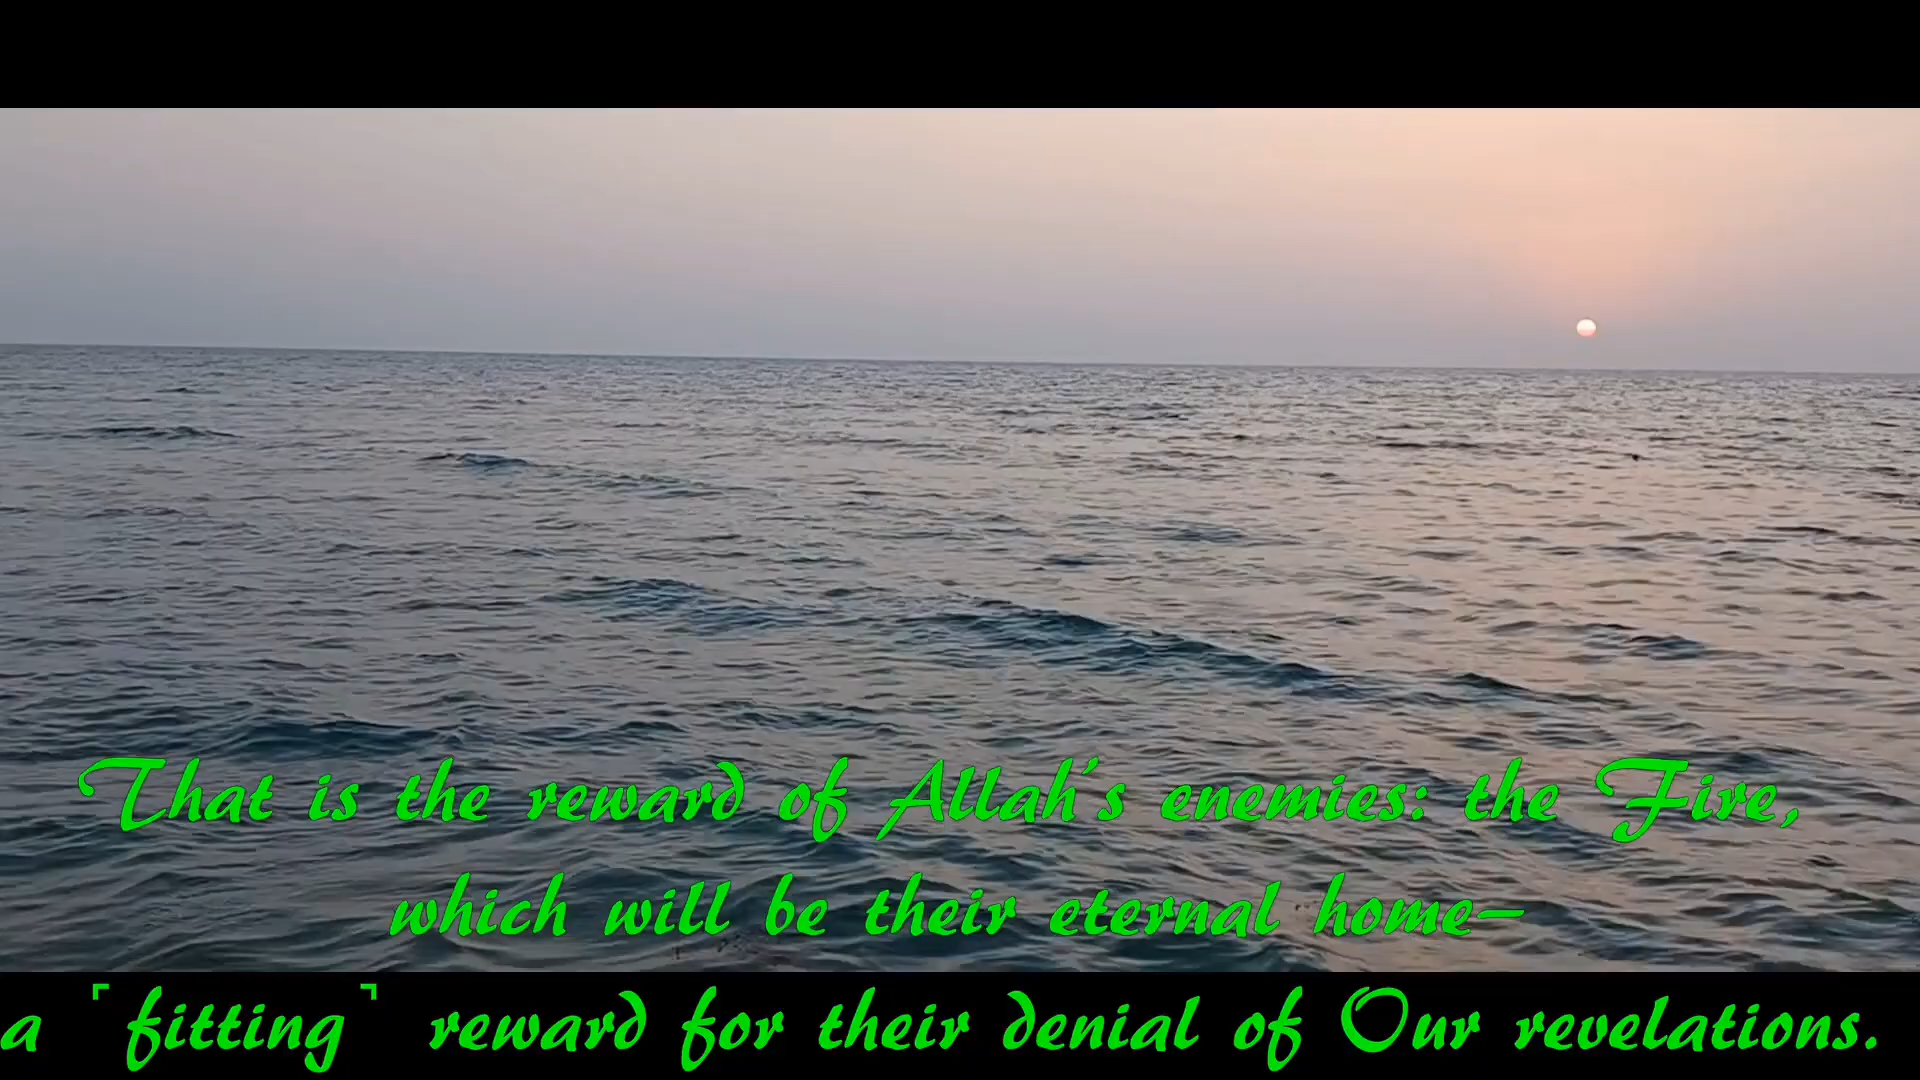 That is the reward of Allah's enemies: the Fire,
which will be their eternal home—
a ˹fitting˺ reward for their denial of Our revelations.